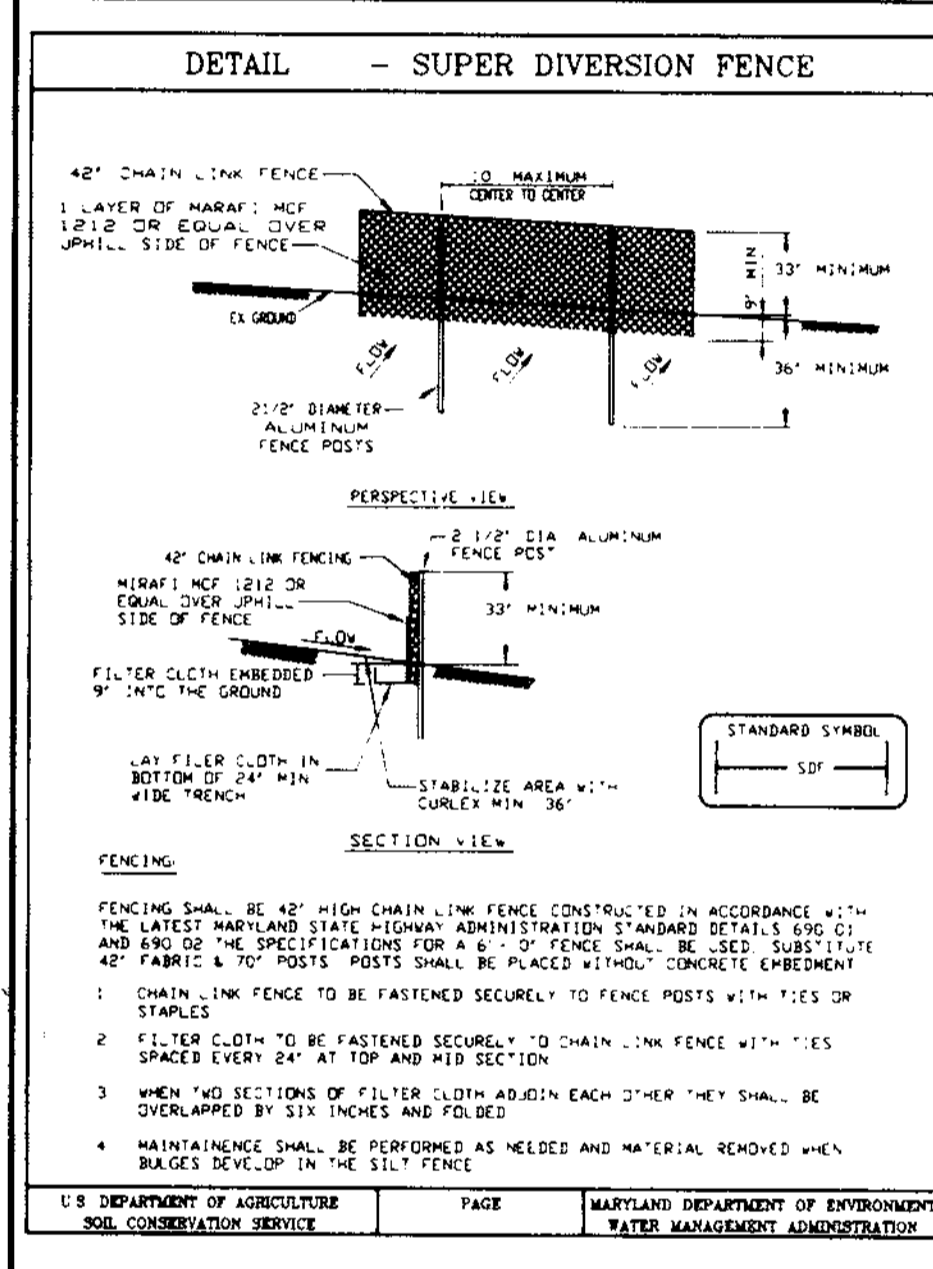 DETAIL - SUPER DIVERSION FENCE
42" CHAIN LINK FENCE
10 MAXIMUM
CENTER TO CENTER
1 LAYER OF MARAFI MCF
1212 OR EQUAL OVER
UPHILL SIDE OF FENCE
9" MIN
33" MINIMUM
EX GROUND
FLOW
FLOW
FLOW
36" MINIMUM
21/2" DIAMETER
ALUMINUM
FENCE POSTS
PERSPECTIVE VIEW
2 1/2" DIA ALUMINUM
FENCE POST
42" CHAIN LINK FENCING
MIRAFI MCF 1212 OR
EQUAL OVER UPHILL
SIDE OF FENCE
33" MINIMUM
FLOW
FILTER CLOTH EMBEDDED
9" INTO THE GROUND
STANDARD SYMBOL
SDF
LAY FILER CLOTH IN
BOTTOM OF 24" MIN
WIDE TRENCH
STABILIZE AREA WITH
CURLEX MIN 36"
SECTION VIEW
FENCING:
FENCING SHALL BE 42" HIGH CHAIN LINK FENCE CONSTRUCTED IN ACCORDANCE WITH
THE LATEST MARYLAND STATE HIGHWAY ADMINISTRATION STANDARD DETAILS 690 01
AND 690 02 THE SPECIFICATIONS FOR A 6' - 0" FENCE SHALL BE USED. SUBSTITUTE
42" FABRIC & 70" POSTS POSTS SHALL BE PLACED WITHOUT CONCRETE EMBEDMENT
1 CHAIN LINK FENCE TO BE FASTENED SECURELY TO FENCE POSTS WITH TIES OR
STAPLES
2 FILTER CLOTH TO BE FASTENED SECURELY TO CHAIN LINK FENCE WITH TIES
SPACED EVERY 24" AT TOP AND MID SECTION
3 WHEN TWO SECTIONS OF FILTER CLOTH ADJOIN EACH OTHER THEY SHALL BE
OVERLAPPED BY SIX INCHES AND FOLDED
4 MAINTAINENCE SHALL BE PERFORMED AS NEEDED AND MATERIAL REMOVED WHEN
BULGES DEVELOP IN THE SILT FENCE
U S DEPARTMENT OF AGRICULTURE
SOIL CONSERVATION SERVICE
PAGE
MARYLAND DEPARTMENT OF ENVIRONMENT
WATER MANAGEMENT ADMINISTRATION